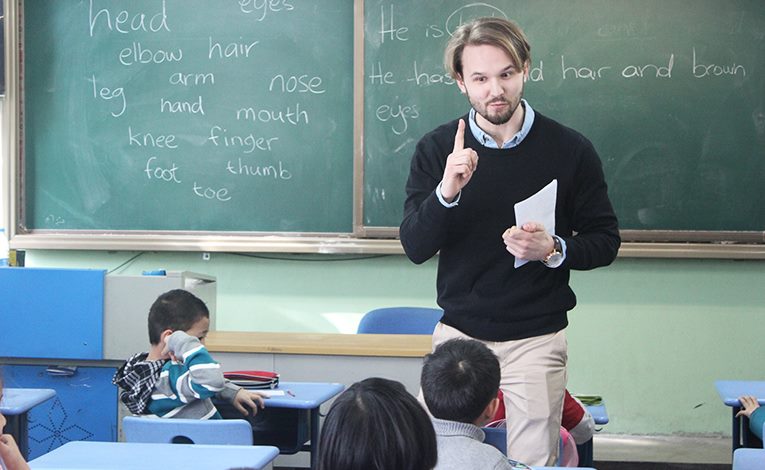 eyes
head
elbow hair
leg arm nose
hand mouth
knee finger
foot thumb
toe
He is
He has hair and brown
eyes